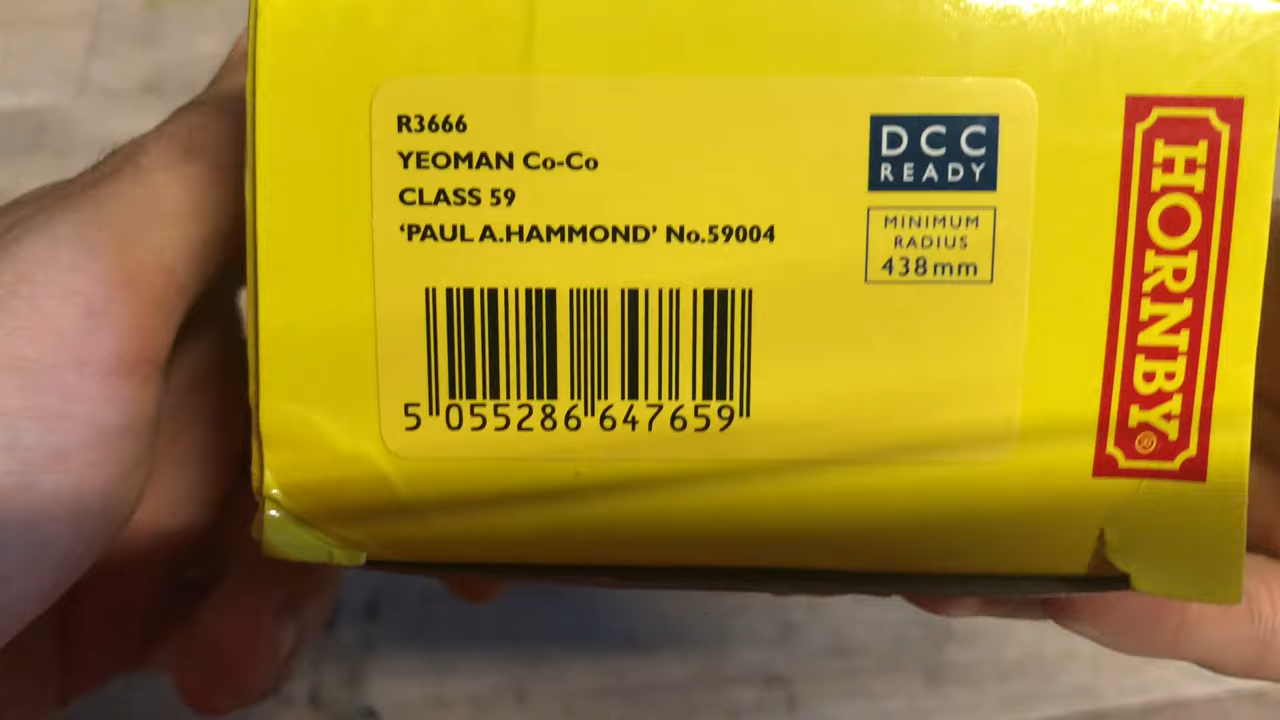 R3666
YEOMAN Co-Co
CLASS 59
‘PAUL A.HAMMOND’ No.59004
5 055286 647659
DCC
READY
MINIMUM
RADIUS
438mm
HORNBY®